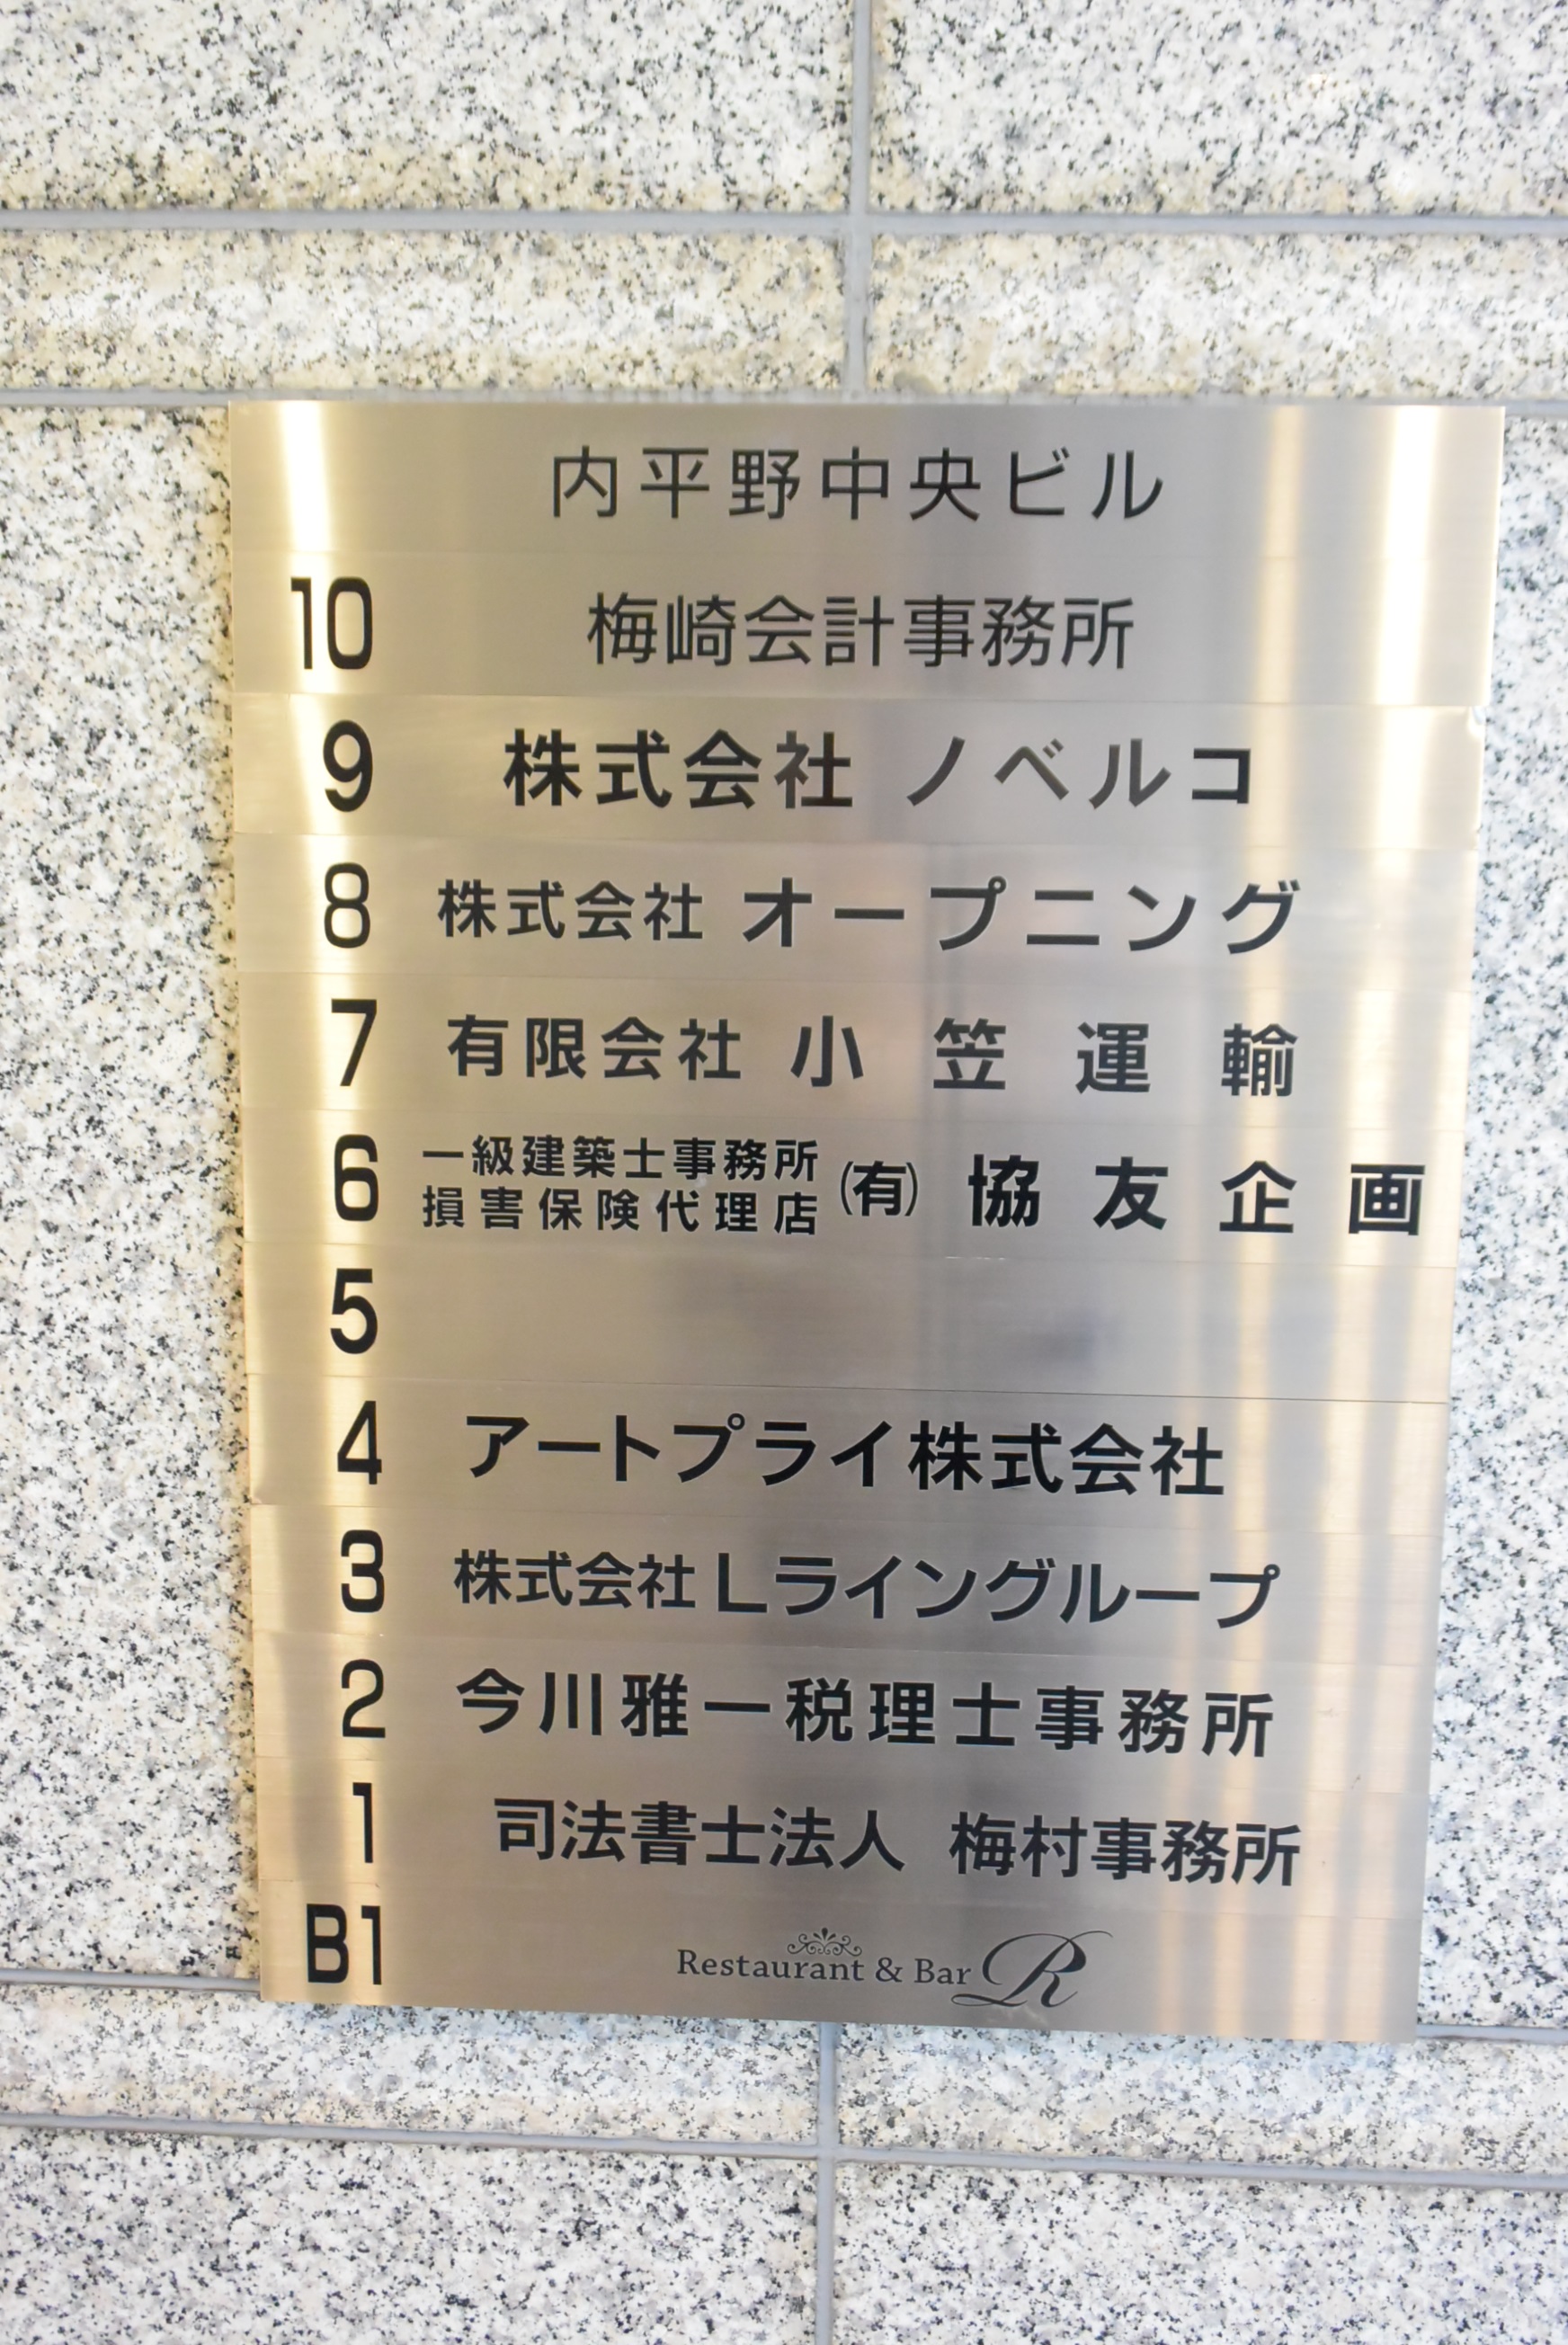 内平野中央ビル
10 梅崎会計事務所
9 株式会社 ノベルコ
8 株式会社 オープニング
7 有限会社 小笠運輸
6 一級建築士事務所 損害保険代理店 (有) 協友企画
5
4 アートプライ株式会社
3 株式会社Lライングループ
2 今川雅一税理士事務所
1 司法書士法人 梅村事務所
B1 Restaurant & Bar R